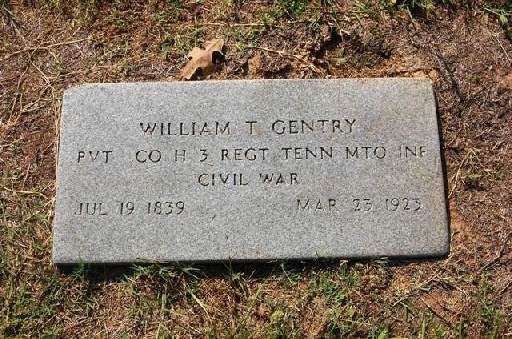 WILLIAM T GENTRY
PVT CO H 3 REGT TENN MTD INF
CIVIL WAR
JUL 19 1839 MAR 23 1923